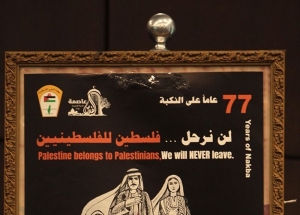 77 عاماً على النكبة
عاصمة
Years of Nakba
لن نرحل ... فلسطين للفلسطينيين
Palestine belongs to Palestinians,We will NEVER leave.